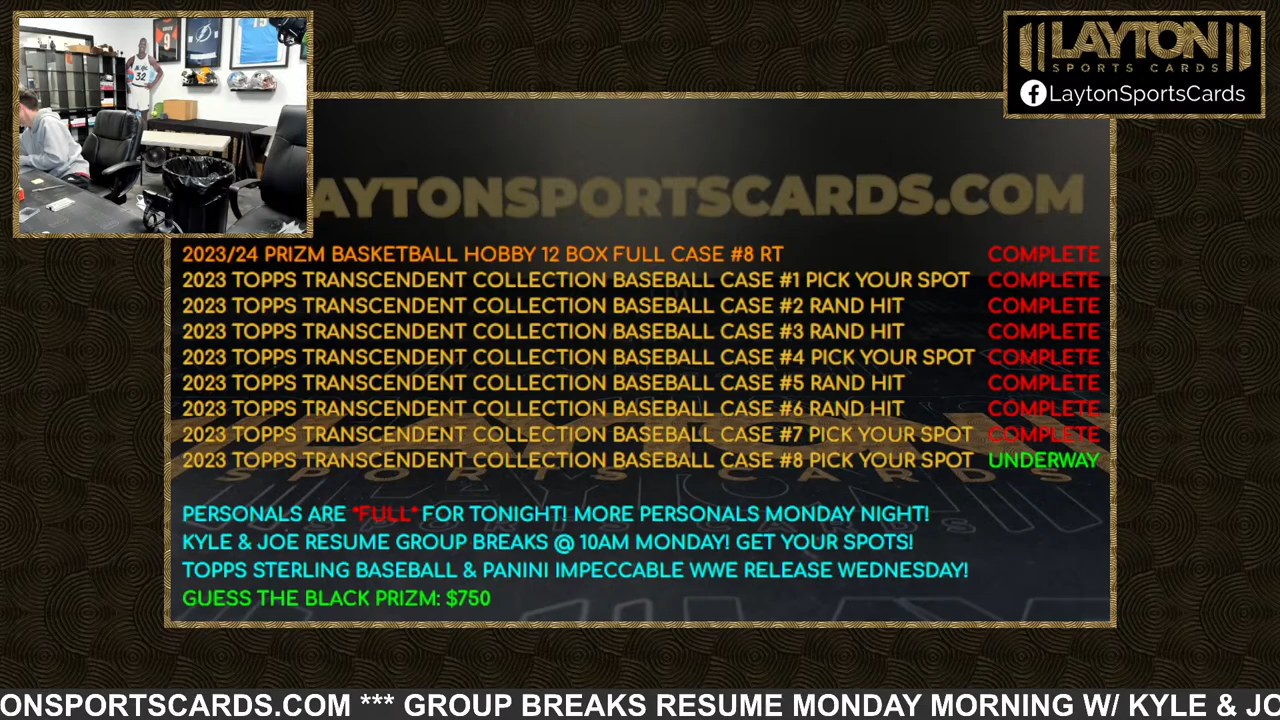 LAYTON
SPORTS CARDS
LaytonSportsCards
32
9
AYTONSPORTSCARDS.COM
2023/24 PRIZM BASKETBALL HOBBY 12 BOX FULL CASE #8 RT COMPLETE
2023 TOPPS TRANSCENDENT COLLECTION BASEBALL CASE #1 PICK YOUR SPOT COMPLETE
2023 TOPPS TRANSCENDENT COLLECTION BASEBALL CASE #2 RAND HIT COMPLETE
2023 TOPPS TRANSCENDENT COLLECTION BASEBALL CASE #3 RAND HIT COMPLETE
2023 TOPPS TRANSCENDENT COLLECTION BASEBALL CASE #4 PICK YOUR SPOT COMPLETE
2023 TOPPS TRANSCENDENT COLLECTION BASEBALL CASE #5 RAND HIT COMPLETE
2023 TOPPS TRANSCENDENT COLLECTION BASEBALL CASE #6 RAND HIT COMPLETE
2023 TOPPS TRANSCENDENT COLLECTION BASEBALL CASE #7 PICK YOUR SPOT COMPLETE
2023 TOPPS TRANSCENDENT COLLECTION BASEBALL CASE #8 PICK YOUR SPOT UNDERWAY
SPORTS CARDS
PERSONALS ARE *FULL* FOR TONIGHT! MORE PERSONALS MONDAY NIGHT!
KYLE & JOE RESUME GROUP BREAKS @ 10AM MONDAY! GET YOUR SPOTS!
TOPPS STERLING BASEBALL & PANINI IMPECCABLE WWE RELEASE WEDNESDAY!
GUESS THE BLACK PRIZM: $750
ONSPORTSCARDS.COM *** GROUP BREAKS RESUME MONDAY MORNING W/ KYLE & JO